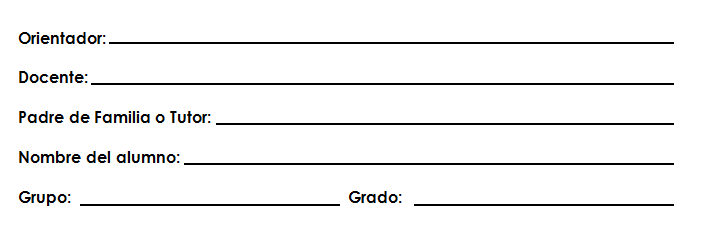 Orientador:
Docente:
Padre de Familia o Tutor:
Nombre del alumno:
Grupo: Grado: